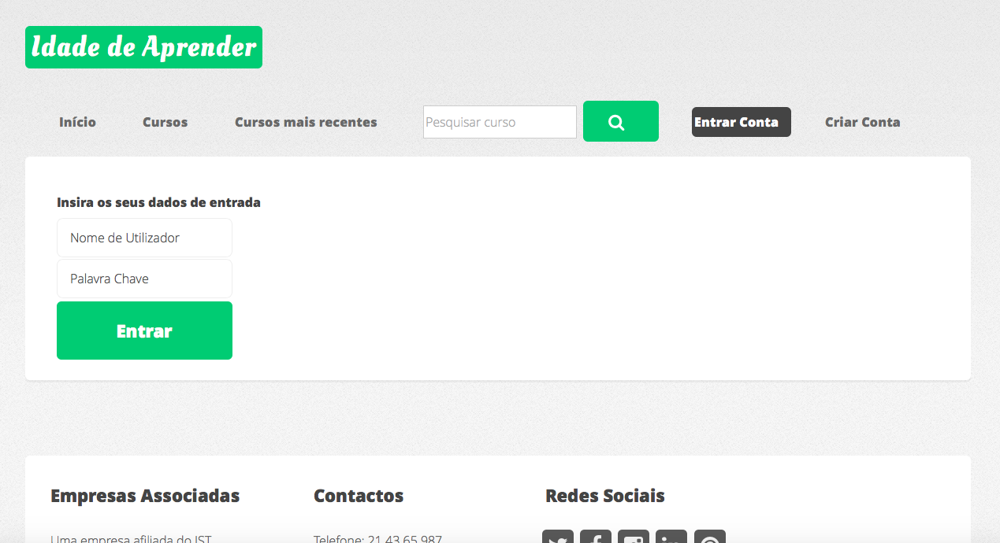 Idade de Aprender
Início Cursos Cursos mais recentes Pesquisar curso Entrar Conta Criar Conta
Insira os seus dados de entrada
Nome de Utilizador
Palavra Chave
Entrar
Empresas Associadas Contactos Redes Sociais
Uma empresa afiliada do IST Telefone: 21 43 65 987